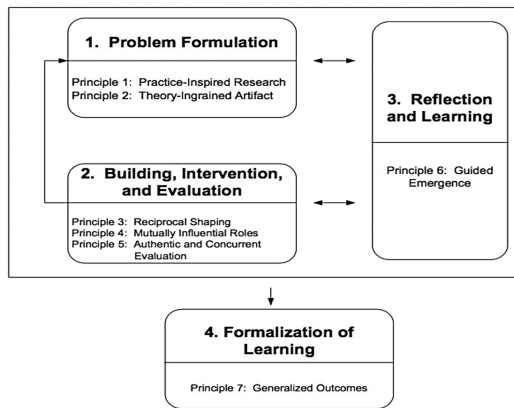 1. Problem Formulation
Principle 1: Practice-Inspired Research
Principle 2: Theory-Ingrained Artifact
2. Building, Intervention,
and Evaluation
Principle 3: Reciprocal Shaping
Principle 4: Mutually Influential Roles
Principle 5: Authentic and Concurrent
Evaluation
3. Reflection
and Learning
Principle 6: Guided
Emergence
4. Formalization of
Learning
Principle 7: Generalized Outcomes